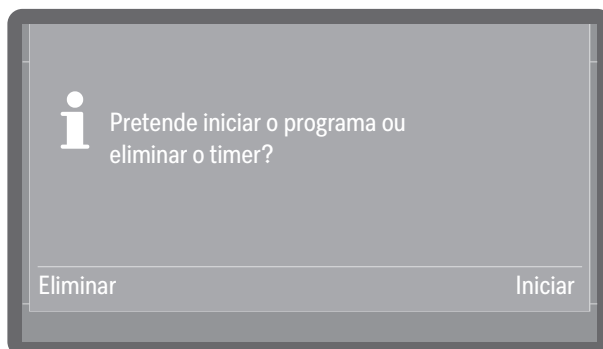 Pretende iniciar o programa ou
eliminar o timer?
Eliminar
Iniciar